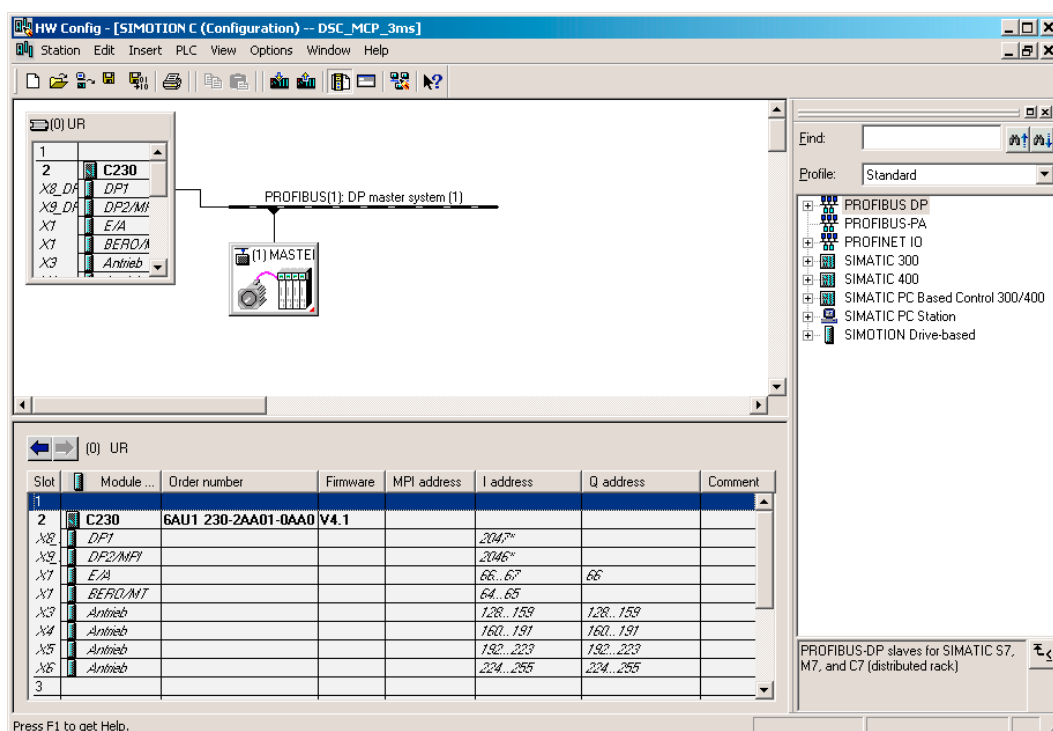 HW Config - [SIMOTION C (Configuration) -- DSC_MCP_3ms]
Station Edit Insert PLC View Options Window Help
(0) UR
1
2 C230
X8_DP DP1
X9_DP DP2/MP
X1 E/A
X1 BERO/M
X3 Antrieb
PROFIBUS(1): DP master system (1)
(1) MASTE
Find:
Profile: Standard
PROFIBUS DP
PROFIBUS-PA
PROFINET IO
SIMATIC 300
SIMATIC 400
SIMATIC PC Based Control 300/400
SIMATIC PC Station
SIMOTION Drive-based
(0) UR
Slot Module ... Order number Firmware MPI address I address Q address Comment
1
2 C230 6AU1 230-2AA01-0AA0 V4.1
X8_ DP1 2047*
X9_ DP2/MPI 2046*
X1 E/A 66...67 66
X1 BERO/MT 64...65
X3 Antrieb 128...159 128...159
X4 Antrieb 160...191 160...191
X5 Antrieb 192...223 192...223
X6 Antrieb 224...255 224...255
3
PROFIBUS-DP slaves for SIMATIC S7,
M7, and C7 (distributed rack)
Press F1 to get Help.